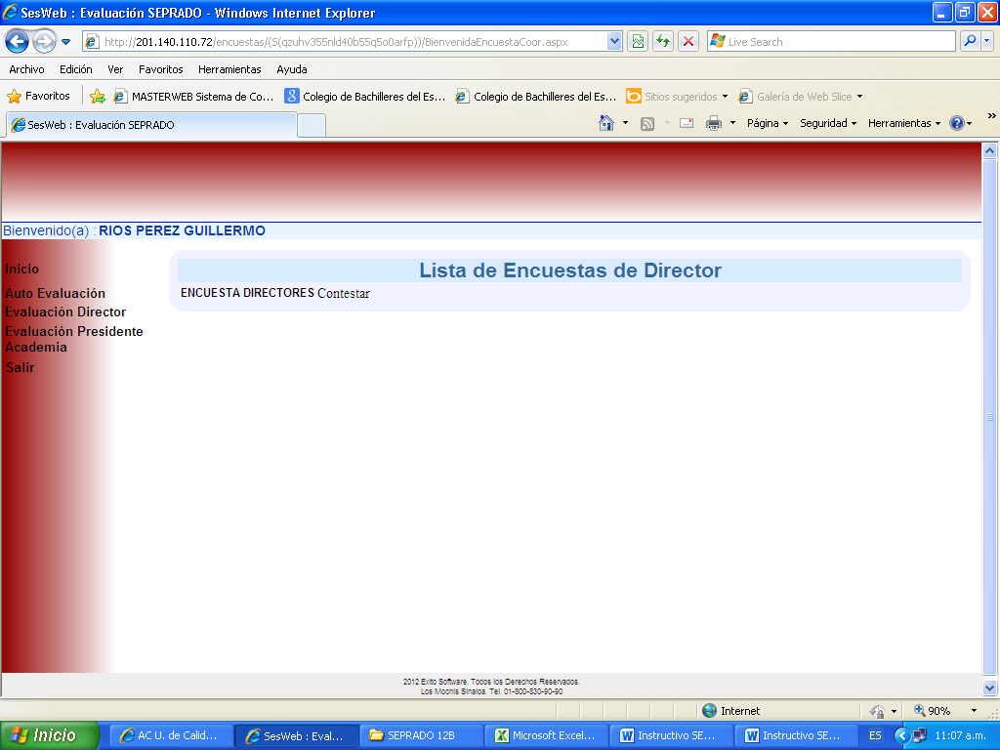 SesWeb : Evaluación SEPRADO - Windows Internet Explorer
http://201.140.110.72/encuestas/(S(qzuhv355nld40b55q5o0arfp))/BienvenidaEncuestaCoor.aspx
Live Search
Archivo Edición Ver Favoritos Herramientas Ayuda
Favoritos MASTERWEB Sistema de Co... Colegio de Bachilleres del Es... Colegio de Bachilleres del Es... Sitios sugeridos Galería de Web Slice
SesWeb : Evaluación SEPRADO Página Seguridad Herramientas
Bienvenido(a) : RIOS PEREZ GUILLERMO
Inicio
Auto Evaluación
Evaluación Director
Evaluación Presidente
Academia
Salir
Lista de Encuestas de Director
ENCUESTA DIRECTORES Contestar
2012 Exito Software. Todos los Derechos Reservados.
Los Mochis Sinaloa. Tel. 01-800-830-90-90
Internet 90%
Inicio AC U. de Calid... SesWeb : Eval... SEPRADO 12B Microsoft Excel... Instructivo SE... Instructivo SE... ES 11:07 a.m.